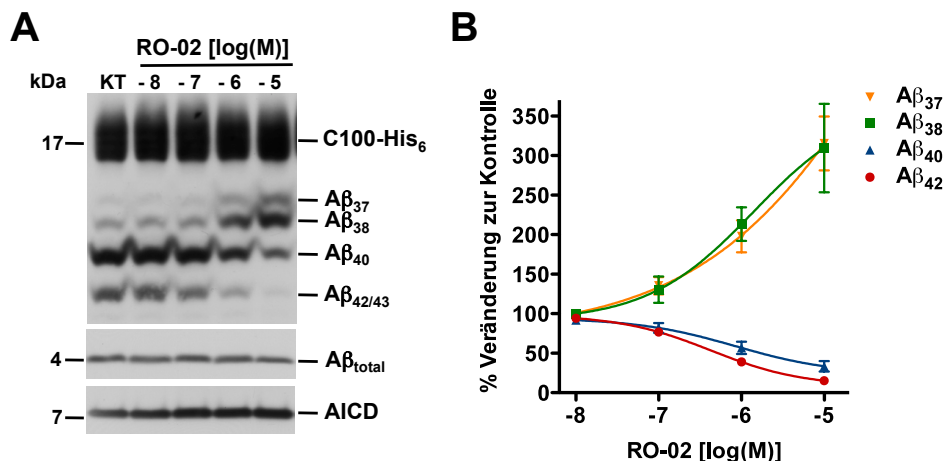 A
RO-02 [log(M)]
kDa KT - 8 - 7 - 6 - 5
17 C100-His6
Aβ37
Aβ38
Aβ40
Aβ42/43
4 Aβtotal
7 AICD
B
% Veränderung zur Kontrolle
350
300
250
200
150
100
50
0
-8 -7 -6 -5
RO-02 [log(M)]
Aβ37
Aβ38
Aβ40
Aβ42